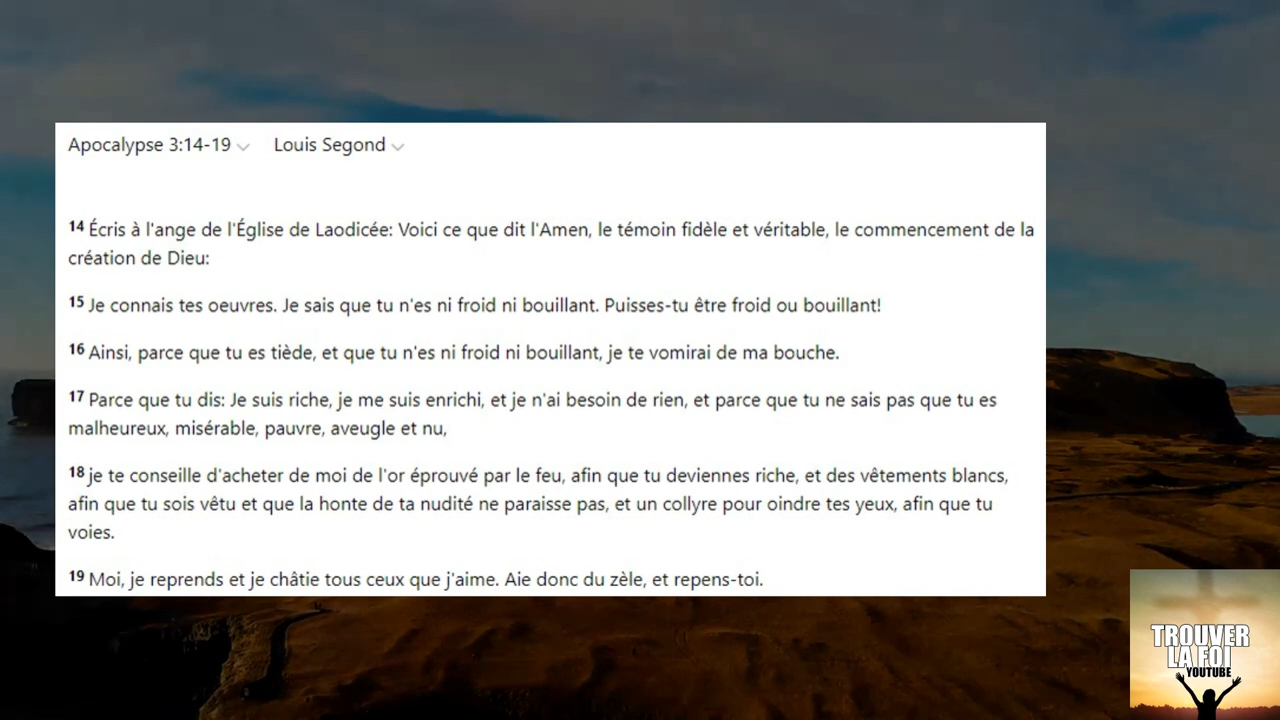 Apocalypse 3:14-19 Louis Segond
14 Écris à l'ange de l'Église de Laodicée: Voici ce que dit l'Amen, le témoin fidèle et véritable, le commencement de la
création de Dieu:
15 Je connais tes oeuvres. Je sais que tu n'es ni froid ni bouillant. Puisses-tu être froid ou bouillant!
16 Ainsi, parce que tu es tiède, et que tu n'es ni froid ni bouillant, je te vomirai de ma bouche.
17 Parce que tu dis: Je suis riche, je me suis enrichi, et je n'ai besoin de rien, et parce que tu ne sais pas que tu es
malheureux, misérable, pauvre, aveugle et nu,
18 je te conseille d'acheter de moi de l'or éprouvé par le feu, afin que tu deviennes riche, et des vêtements blancs,
afin que tu sois vêtu et que la honte de ta nudité ne paraisse pas, et un collyre pour oindre tes yeux, afin que tu
voies.
19 Moi, je reprends et je châtie tous ceux que j'aime. Aie donc du zèle, et repens-toi.
TROUVER
LA FOI
YOUTUBE